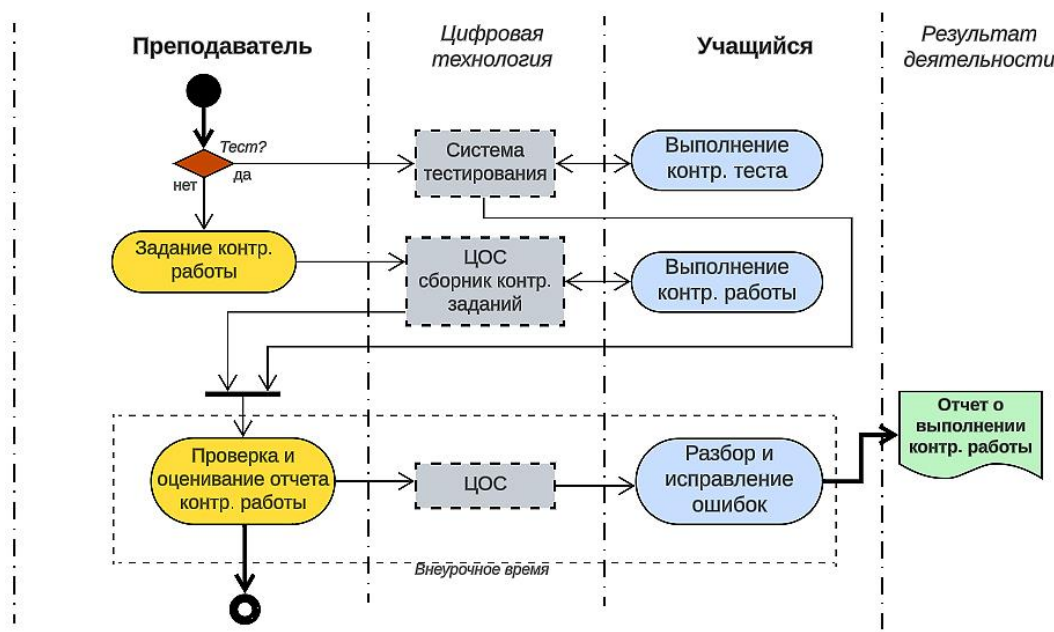 Преподаватель
Цифровая
технология
Учащийся
Результат
деятельности
Тест?
нет
да
Система
тестирования
Выполнение
контр. теста
Задание контр.
работы
ЦОС
сборник контр.
заданий
Выполнение
контр. работы
Отчет о
выполнении
контр. работы
Проверка и
оценивание отчета
контр. работы
ЦОС
Разбор и
исправление
ошибок
Внеурочное время